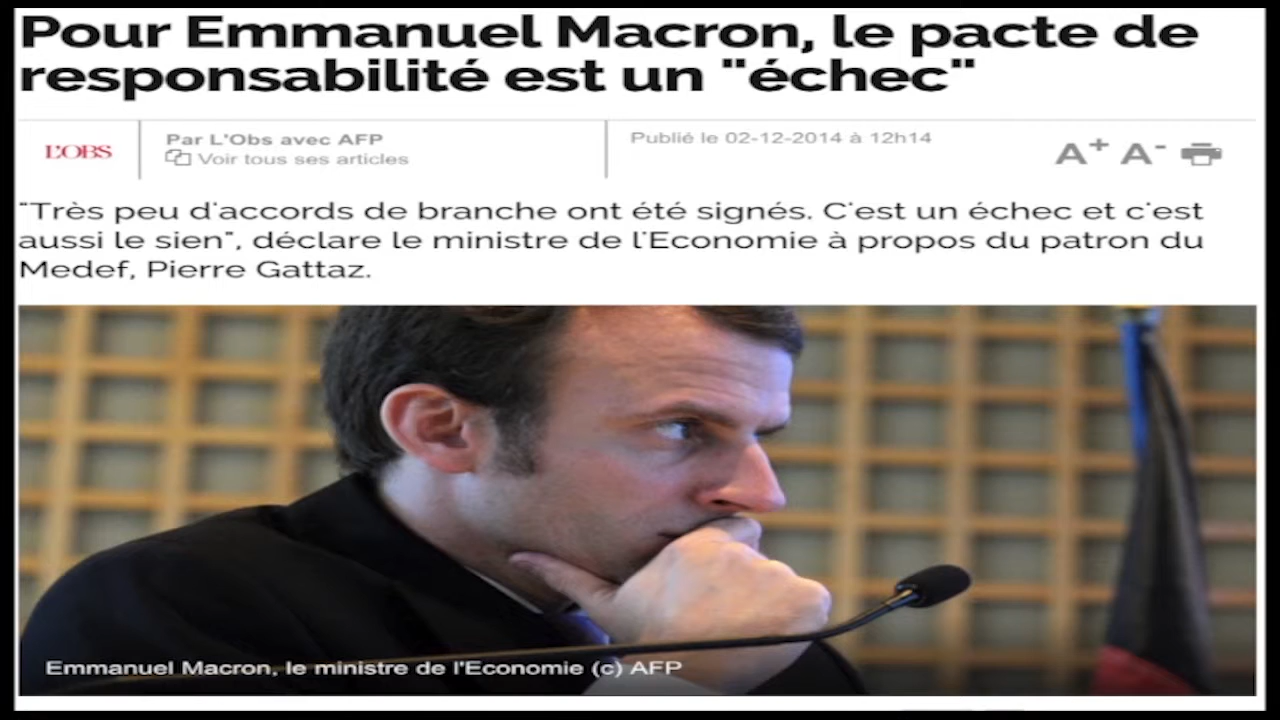 Pour Emmanuel Macron, le pacte de
responsabilité est un "échec"
L'OBS
Par L'Obs avec AFP
Voir tous ses articles
Publié le 02-12-2014 à 12h14
A+ A-
"Très peu d'accords de branche ont été signés. C'est un échec et c'est
aussi le sien", déclare le ministre de l'Economie à propos du patron du
Medef, Pierre Gattaz.
Emmanuel Macron, le ministre de l'Economie (c) AFP